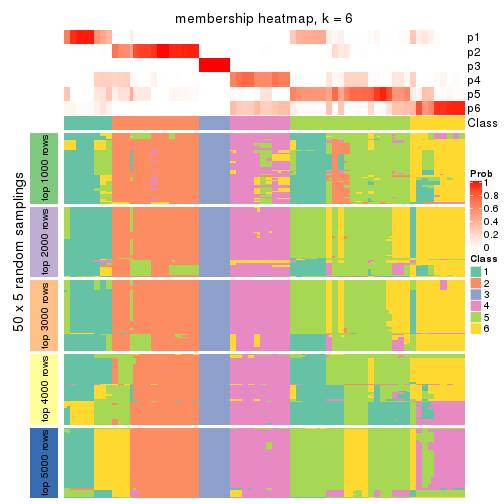 membership heatmap, k = 6
p1
p2
p3
p4
p5
p6
Class
50 x 5 random samplings
top 1000 rows
top 2000 rows
top 3000 rows
top 4000 rows
top 5000 rows
Prob
1
0.8
0.6
0.4
0.2
0
Class
1
2
3
4
5
6